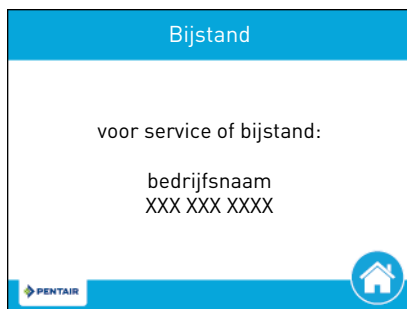 Bijstand
voor service of bijstand:
bedrijfsnaam
XXX XXX XXXX
PENTAIR